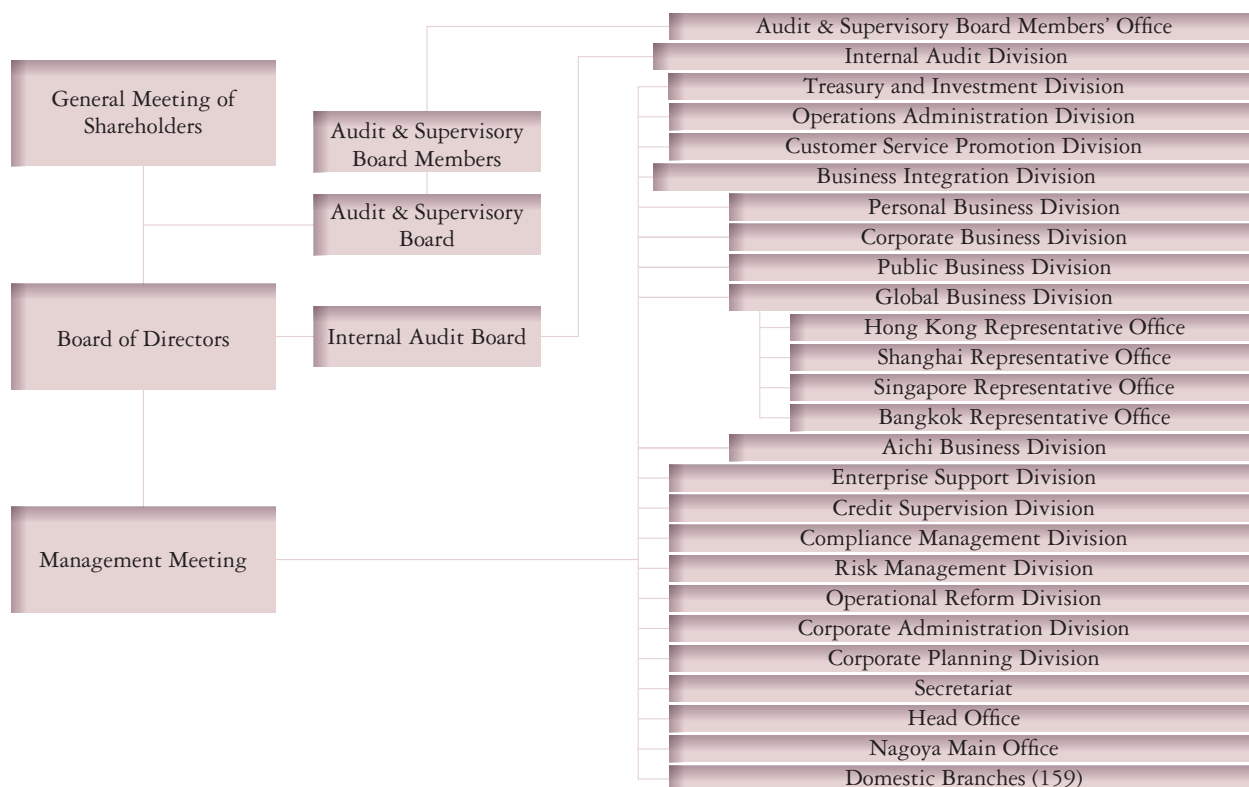 General Meeting of
Shareholders
Board of Directors
Management Meeting
Audit & Supervisory
Board Members
Audit & Supervisory
Board
Internal Audit Board
Audit & Supervisory Board Members’ Office
Internal Audit Division
Treasury and Investment Division
Operations Administration Division
Customer Service Promotion Division
Business Integration Division
Personal Business Division
Corporate Business Division
Public Business Division
Global Business Division
Hong Kong Representative Office
Shanghai Representative Office
Singapore Representative Office
Bangkok Representative Office
Aichi Business Division
Enterprise Support Division
Credit Supervision Division
Compliance Management Division
Risk Management Division
Operational Reform Division
Corporate Administration Division
Corporate Planning Division
Secretariat
Head Office
Nagoya Main Office
Domestic Branches (159)